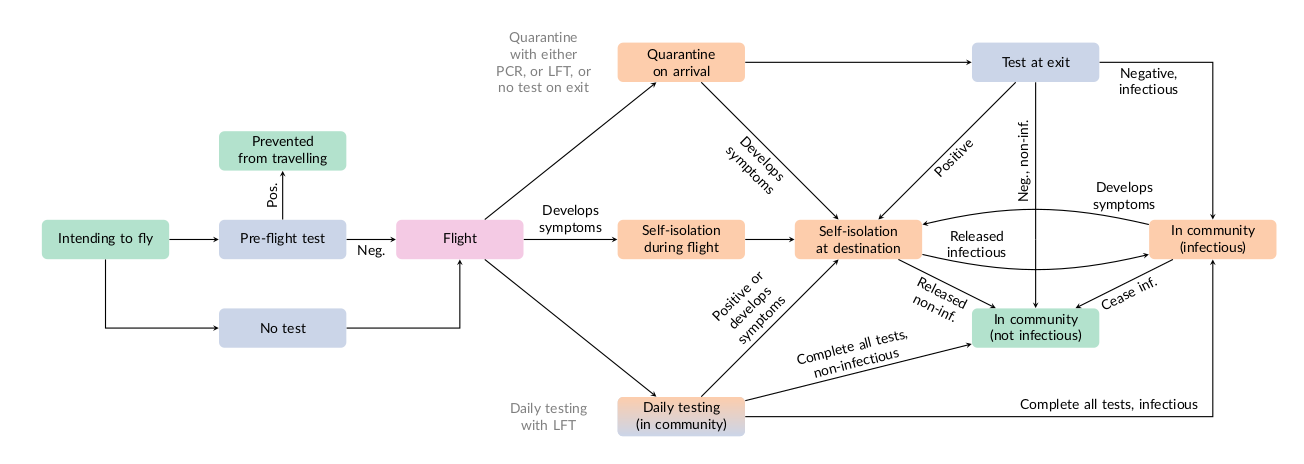 Quarantine
with either
PCR, or LFT, or
no test on exit
Quarantine
on arrival
Test at exit
Negative,
infectious
Prevented
from travelling
Pos.
Develops
symptoms
Positive
Neg., non-inf.
Develops
symptoms
Intending to fly
Pre-flight test
Neg.
Flight
Develops
symptoms
Self-isolation
during flight
Self-isolation
at destination
Released
infectious
In community
(infectious)
Positive or
develops
symptoms
Released
non-inf.
Cease inf.
No test
In community
(not infectious)
Complete all tests,
non-infectious
Daily testing
with LFT
Daily testing
(in community)
Complete all tests, infectious